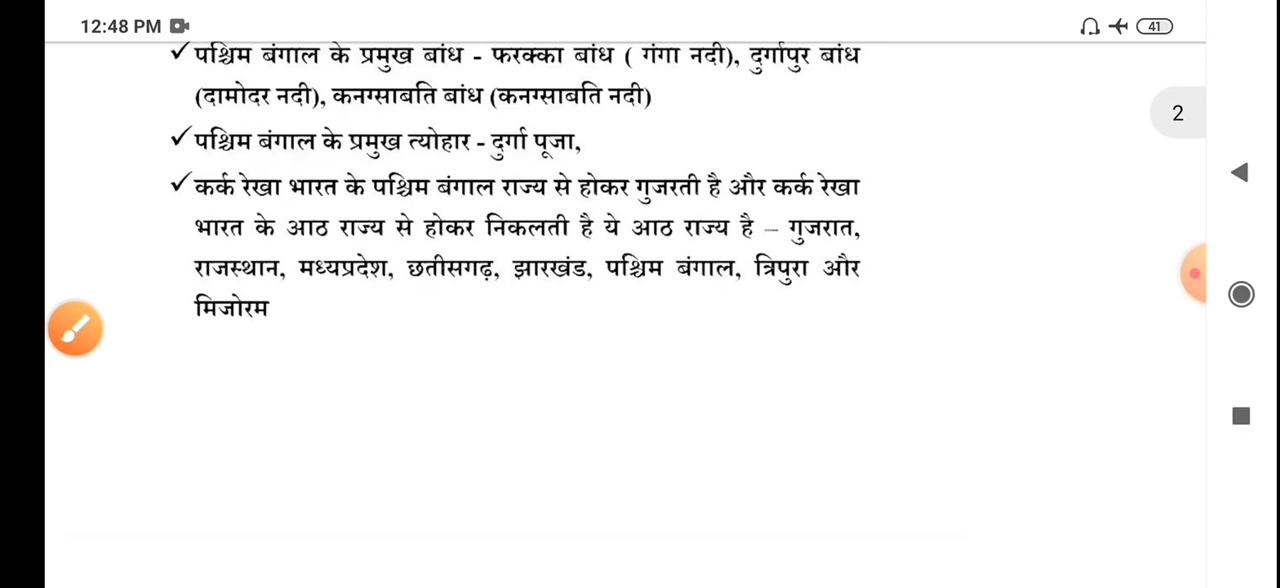 12:48 PM
41
✓ पश्चिम बंगाल के प्रमुख बांध - फरक्का बांध ( गंगा नदी), दुर्गापुर बांध
(दामोदर नदी), कनग्साबति बांध (कनग्साबति नदी)
2
✓ पश्चिम बंगाल के प्रमुख त्योहार - दुर्गा पूजा,
✓ कर्क रेखा भारत के पश्चिम बंगाल राज्य से होकर गुजरती है और कर्क रेखा
भारत के आठ राज्य से होकर निकलती है ये आठ राज्य है – गुजरात,
राजस्थान, मध्यप्रदेश, छतीसगढ़, झारखंड, पश्चिम बंगाल, त्रिपुरा और
मिजोरम